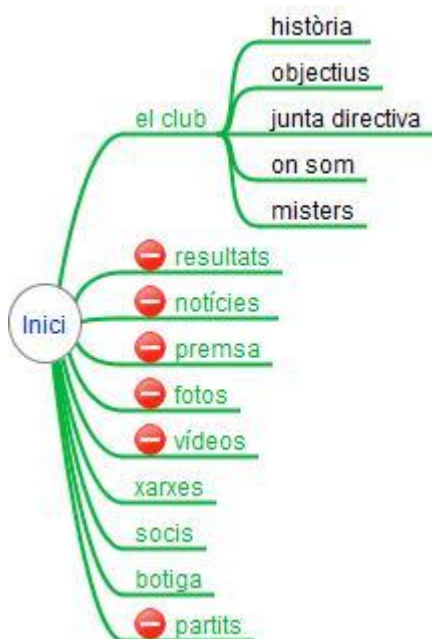 història
objectius
el club
junta directiva
on som
misters
resultats
notícies
Inici
premsa
fotos
vídeos
xarxes
socis
botiga
partits